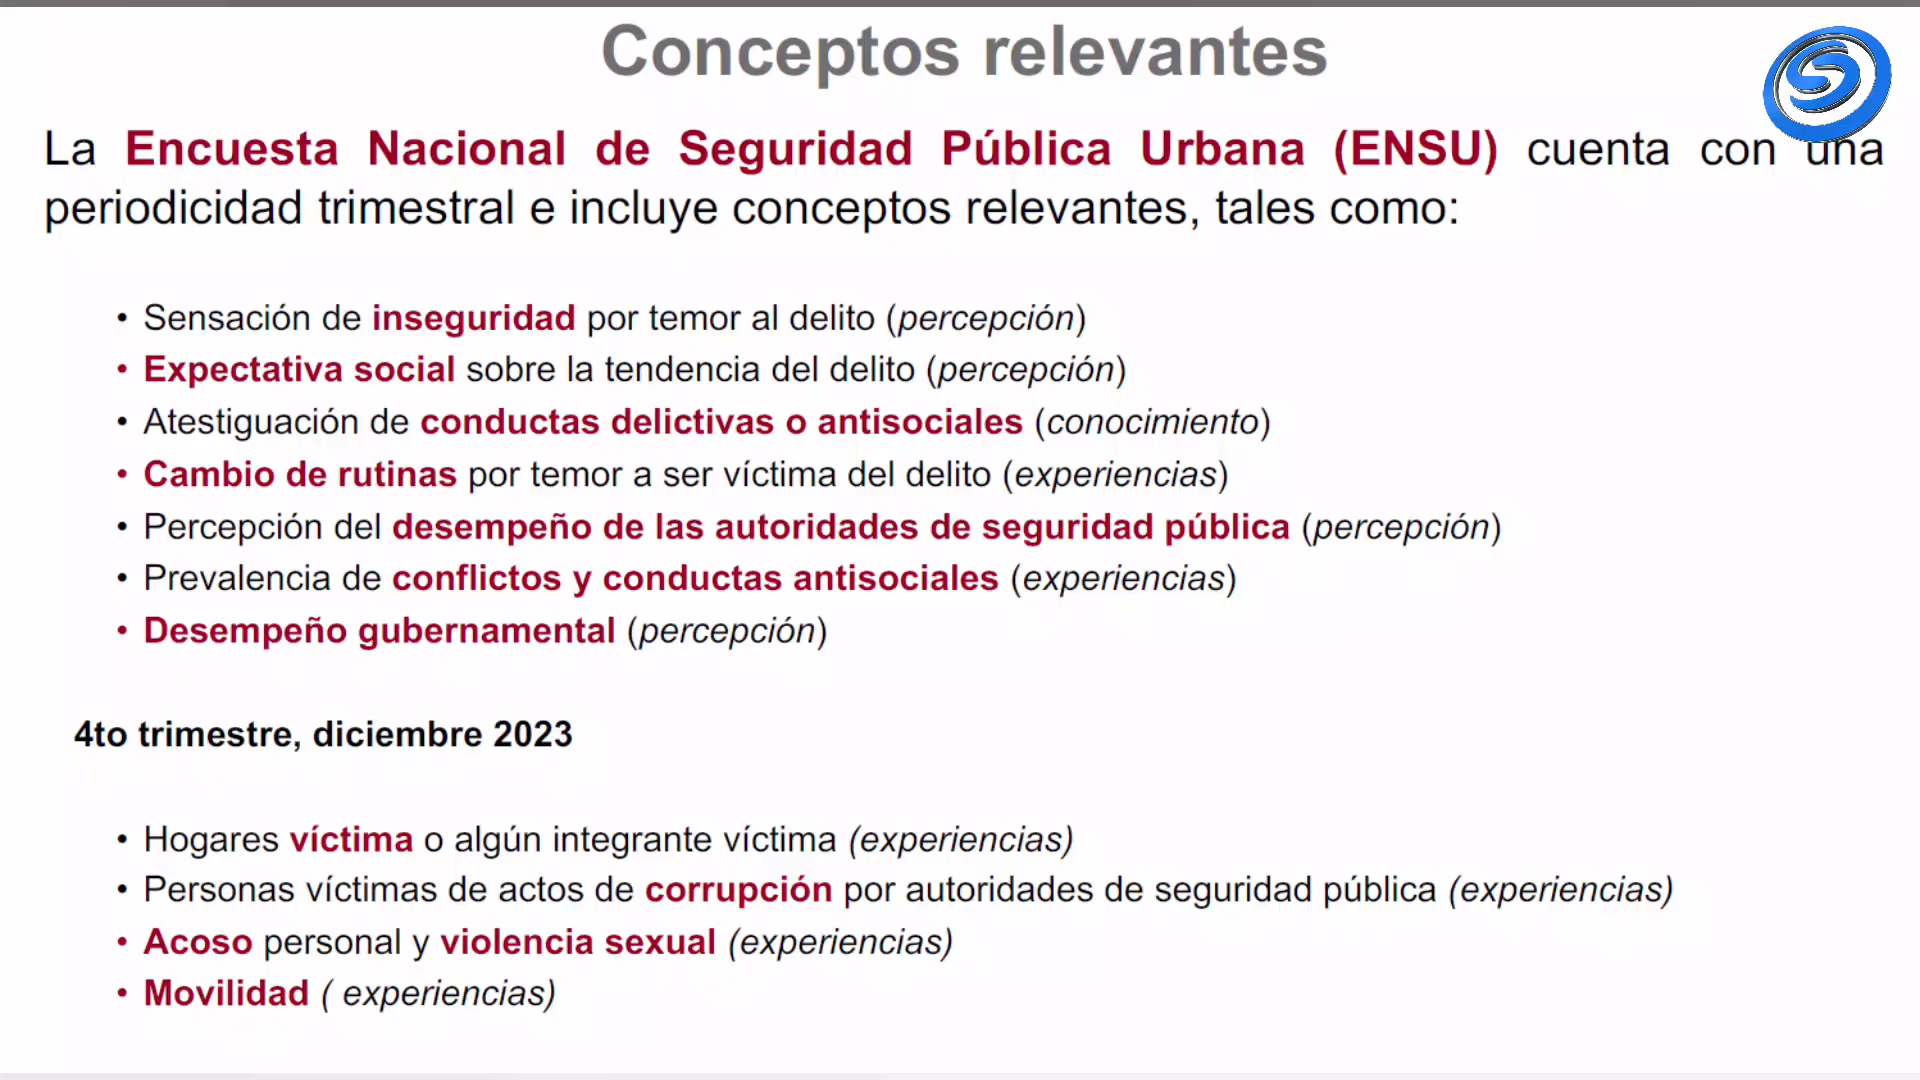 Conceptos relevantes
La Encuesta Nacional de Seguridad Pública Urbana (ENSU) cuenta con una
periodicidad trimestral e incluye conceptos relevantes, tales como:
• Sensación de inseguridad por temor al delito (percepción)
• Expectativa social sobre la tendencia del delito (percepción)
• Atestiguación de conductas delictivas o antisociales (conocimiento)
• Cambio de rutinas por temor a ser víctima del delito (experiencias)
• Percepción del desempeño de las autoridades de seguridad pública (percepción)
• Prevalencia de conflictos y conductas antisociales (experiencias)
• Desempeño gubernamental (percepción)
4to trimestre, diciembre 2023
• Hogares víctima o algún integrante víctima (experiencias)
• Personas víctimas de actos de corrupción por autoridades de seguridad pública (experiencias)
• Acoso personal y violencia sexual (experiencias)
• Movilidad ( experiencias)